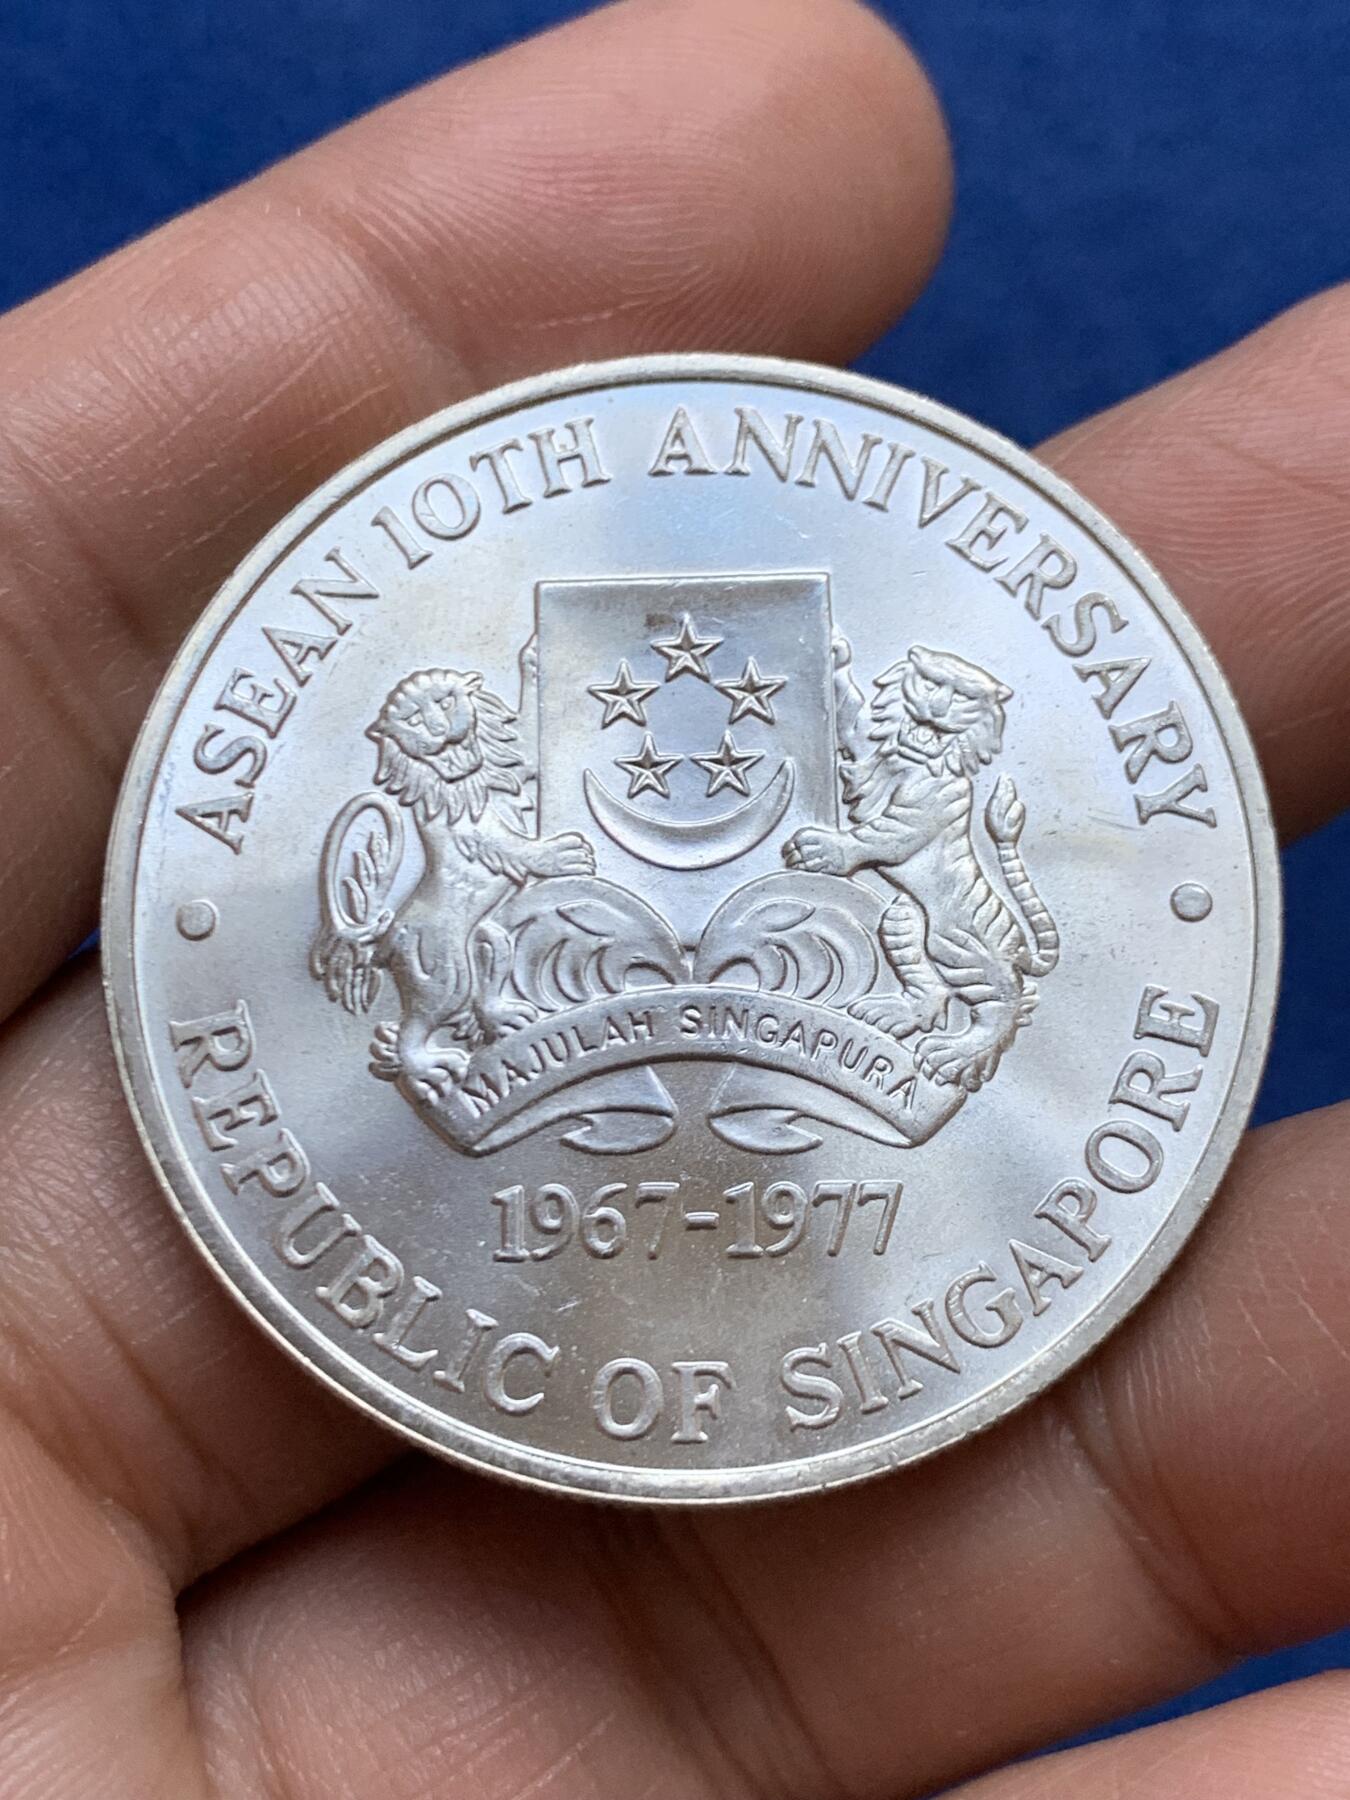 ASEAN 10TH ANNIVERSARY
MAJULAH SINGAPURA
1967-1977
• REPUBLIC OF SINGAPORE •